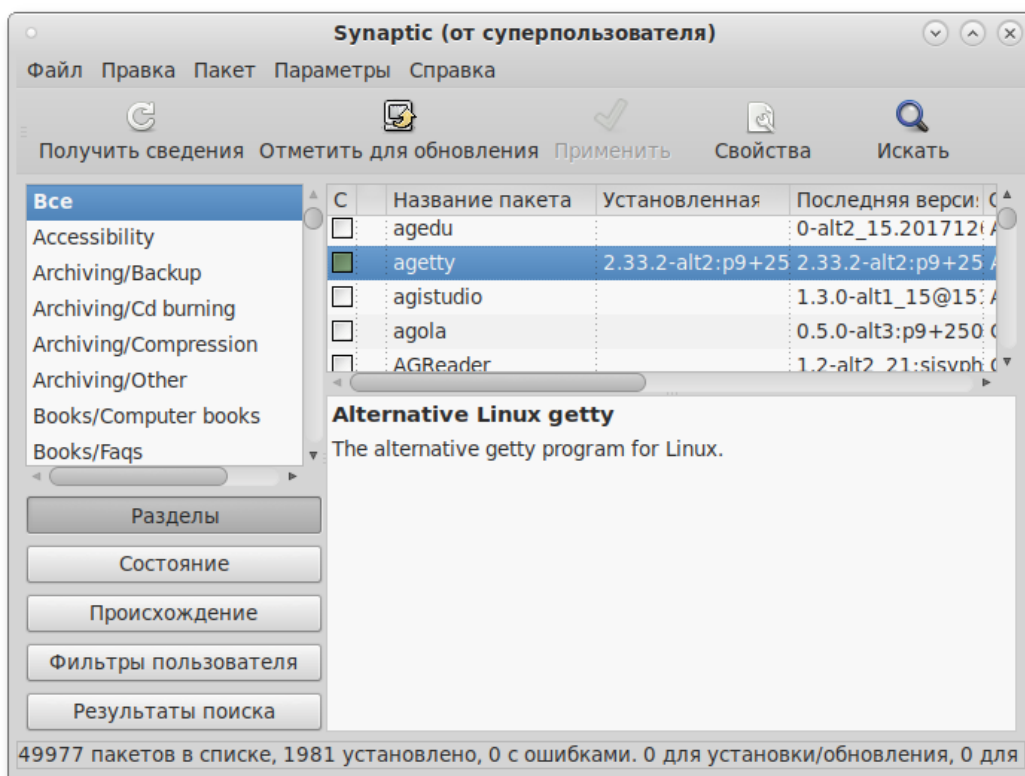 Synaptic (от суперпользователя)
Файл Правка Пакет Параметры Справка
Получить сведения Отметить для обновления Применить Свойства Искать
Все
Accessibility
Archiving/Backup
Archiving/Cd burning
Archiving/Compression
Archiving/Other
Books/Computer books
Books/Faqs
Разделы
Состояние
Происхождение
Фильтры пользователя
Результаты поиска
С Название пакета Установленная Последняя верси
agedu 0-alt2_15.201712
agetty 2.33.2-alt2:p9+25 2.33.2-alt2:p9+25
agistudio 1.3.0-alt1_15@15
agola 0.5.0-alt3:p9+250
AGReader 1.2-alt2_21:sisyph
Alternative Linux getty
The alternative getty program for Linux.
49977 пакетов в списке, 1981 установлено, 0 с ошибками. 0 для установки/обновления, 0 для